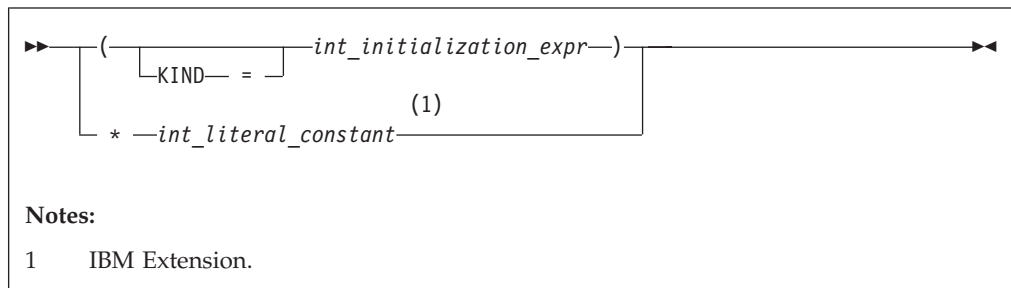 ( int_initialization_expr )
KIND =
(1)
* int_literal_constant
Notes:
1 IBM Extension.